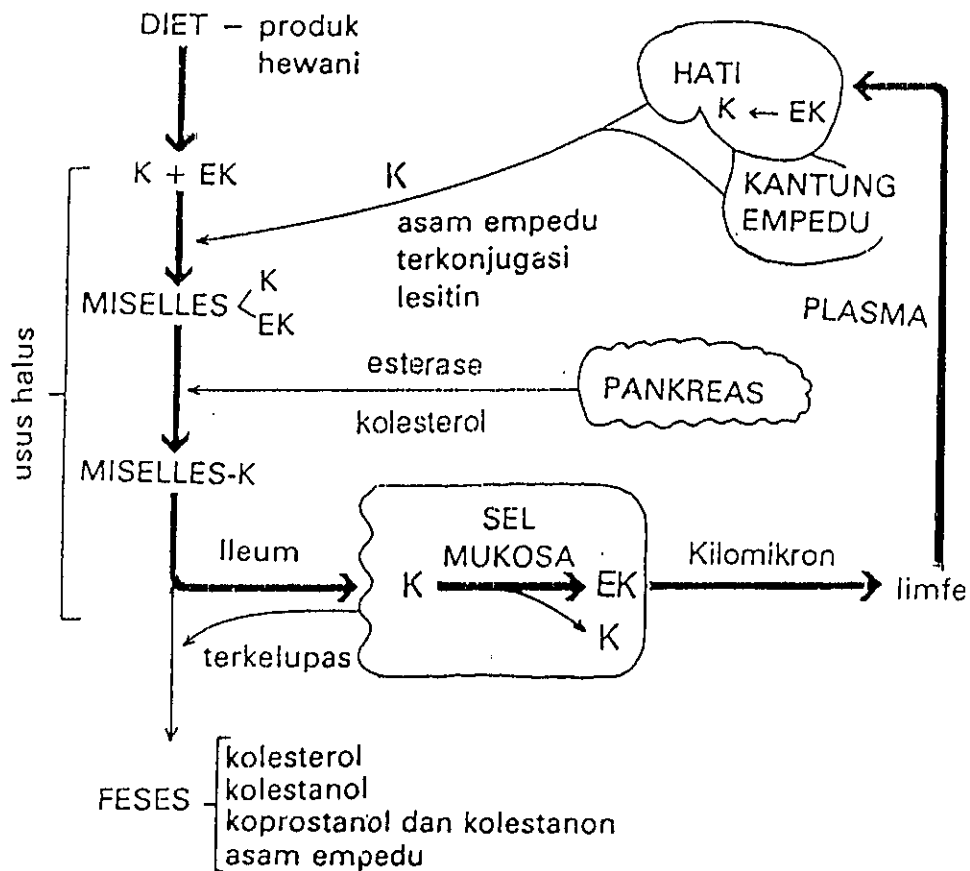 DIET – produk
hewani
HATI
K ← EK
K + EK
K
KANTUNG
EMPEDU
asam empedu
terkonjugasi
lesitin
MISELLES < K
EK
PLASMA
usus halus
esterase
PANKREAS
kolesterol
MISELLES-K
SEL
MUKOSA
Ileum
Kilomikron
K
EK
limfe
K
terkelupas
FESES
kolesterol
kolestanol
koprostanol dan kolestanon
asam empedu